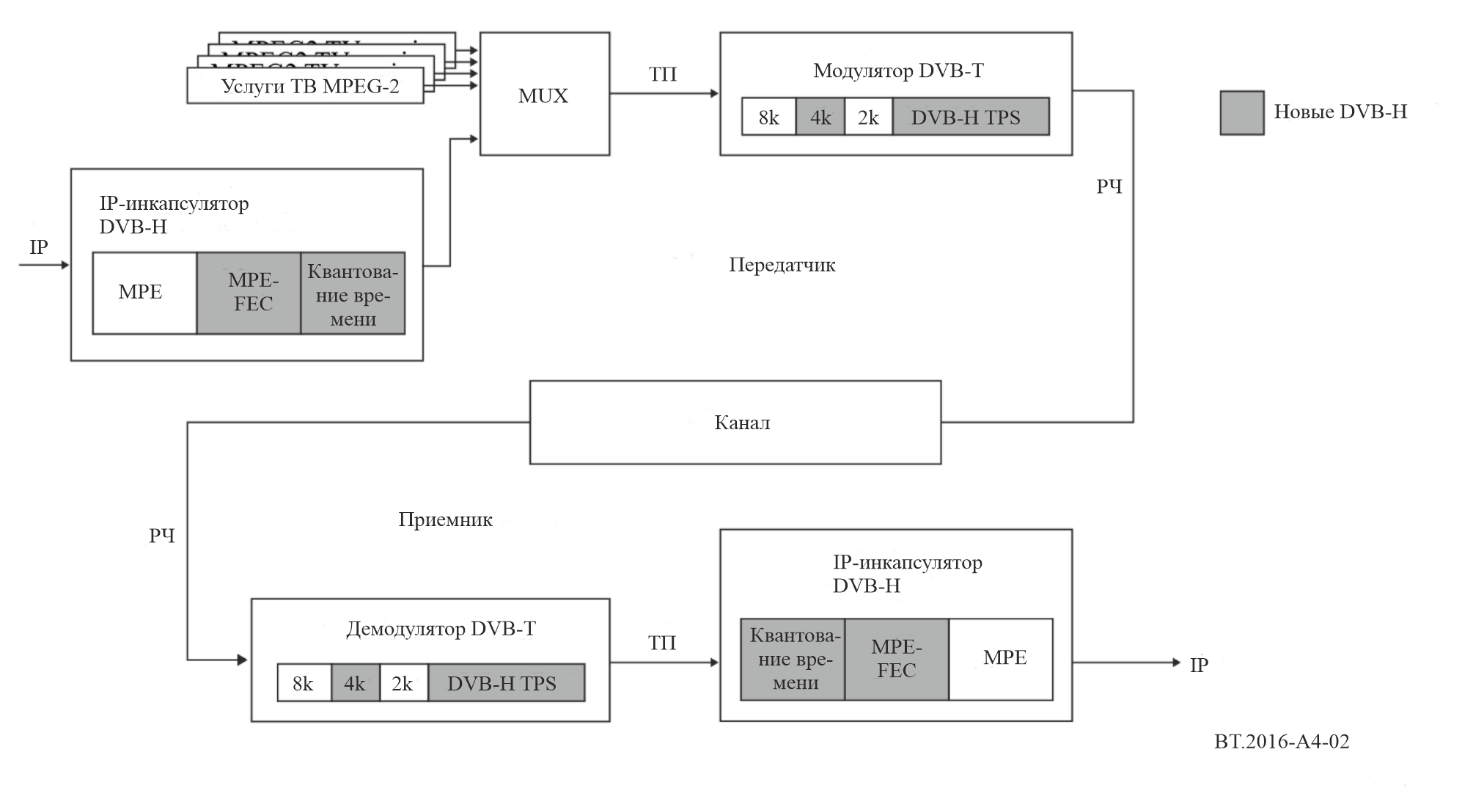 Услуги ТВ MPEG-2
MUX
ТП
Модулятор DVB-T
8k 4k 2k DVB-H TPS
Новые DVB-H
РЧ
IP
IP-инкапсулятор
DVB-H
MPE
MPE-
FEC
Квантова-
ние вре-
мени
Передатчик
Канал
РЧ
Приемник
Демодулятор DVB-T
8k 4k 2k DVB-H TPS
ТП
IP-инкапсулятор
DVB-H
Квантова-
ние вре-
мени
MPE-
FEC
MPE
IP
BT.2016-A4-02